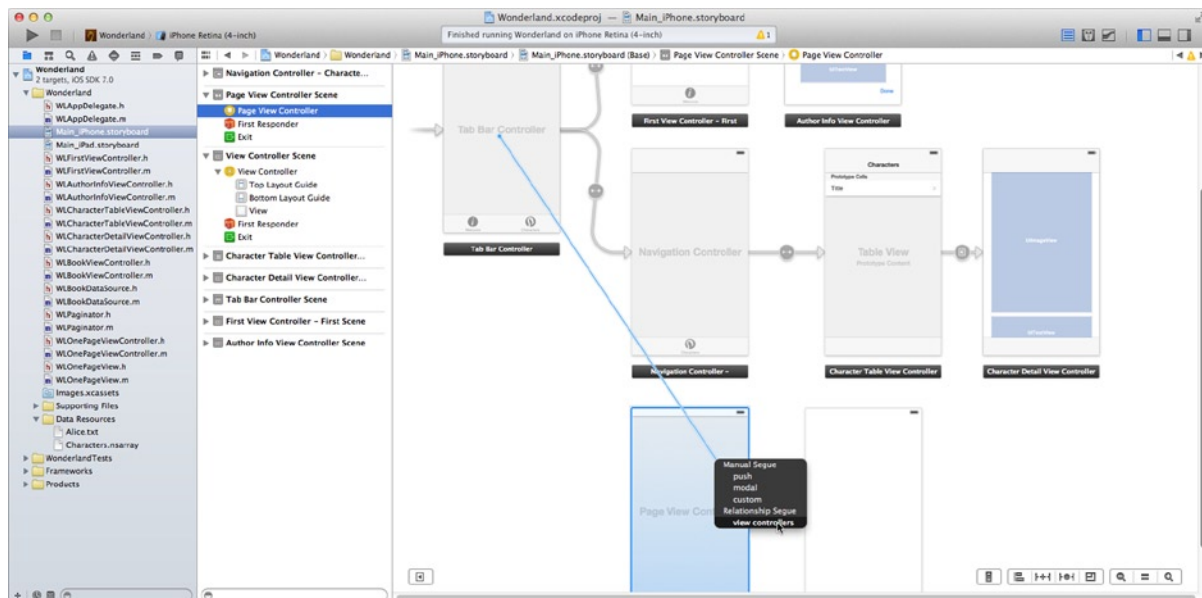 Wonderland.xcodeproj — Main_iPhone.storyboard
Wonderland
iPhone Retina (4-inch)
Finished running Wonderland on iPhone Retina (4-inch)
1
Wonderland
Wonderland
Main_iPhone.storyboard
Main_iPhone.storyboard (Base)
Page View Controller Scene
Page View Controller
Wonderland
2 targets, iOS SDK 7.0
Wonderland
WLAppDelegate.h
WLAppDelegate.m
Main_iPhone.storyboard
Main_iPad.storyboard
WLFirstViewController.h
WLFirstViewController.m
WLAuthorInfoViewController.h
WLAuthorInfoViewController.m
WLCharacterTableViewController.h
WLCharacterTableViewController.m
WLCharacterDetailViewController.h
WLCharacterDetailViewController.m
WLBookViewController.h
WLBookViewController.m
WLBookDataSource.h
WLBookDataSource.m
WLPaginator.h
WLPaginator.m
WLOnePageViewController.h
WLOnePageViewController.m
WLOnePageView.h
WLOnePageView.m
Images.xcassets
Supporting Files
Data Resources
Alice.txt
Characters.nsarray
WonderlandTests
Frameworks
Products
Navigation Controller – Characte...
Page View Controller Scene
Page View Controller
First Responder
Exit
View Controller Scene
View Controller
Top Layout Guide
Bottom Layout Guide
View
First Responder
Exit
Character Table View Controller...
Character Detail View Controller...
Tab Bar Controller Scene
First View Controller – First Scene
Author Info View Controller Scene
Tab Bar Controller
Tab Bar Controller
Done
First View Controller – First
Author Info View Controller
Navigation Controller
Navigation Controller –
Characters
Prototype Cells
Title
Table View
Prototype Content
Character Table View Controller
UIImageView
UITextView
Character Detail View Controller
Page View Con
Manual Segue
push
modal
custom
Relationship Segue
view controllers